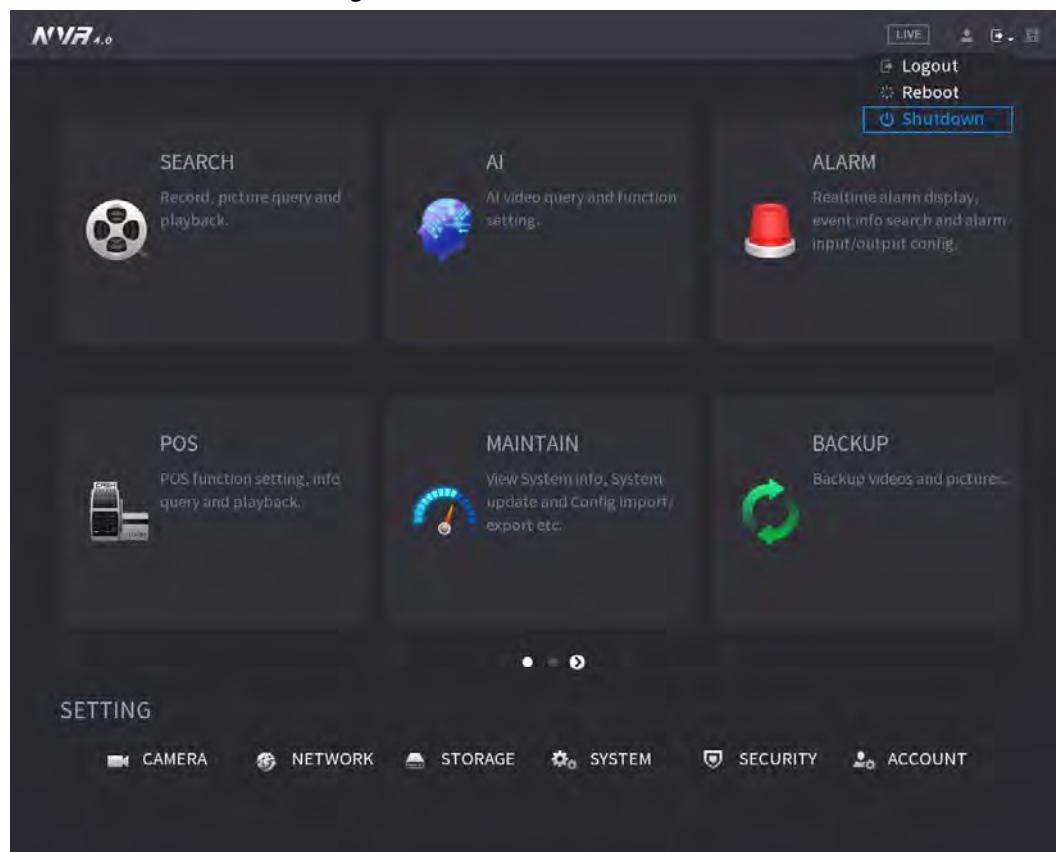 NVR 4.0
LIVE
Logout
Reboot
Shutdown
SEARCH
Record, picture query and
playback.
AI
AI video query and function
setting.
ALARM
Realtime alarm display,
event info search and alarm
input/output config.
POS
POS function setting, info
query and playback.
MAINTAIN
View System info, System
update and Config import/
export etc.
BACKUP
Backup videos and picture...
SETTING
CAMERA NETWORK STORAGE SYSTEM SECURITY ACCOUNT